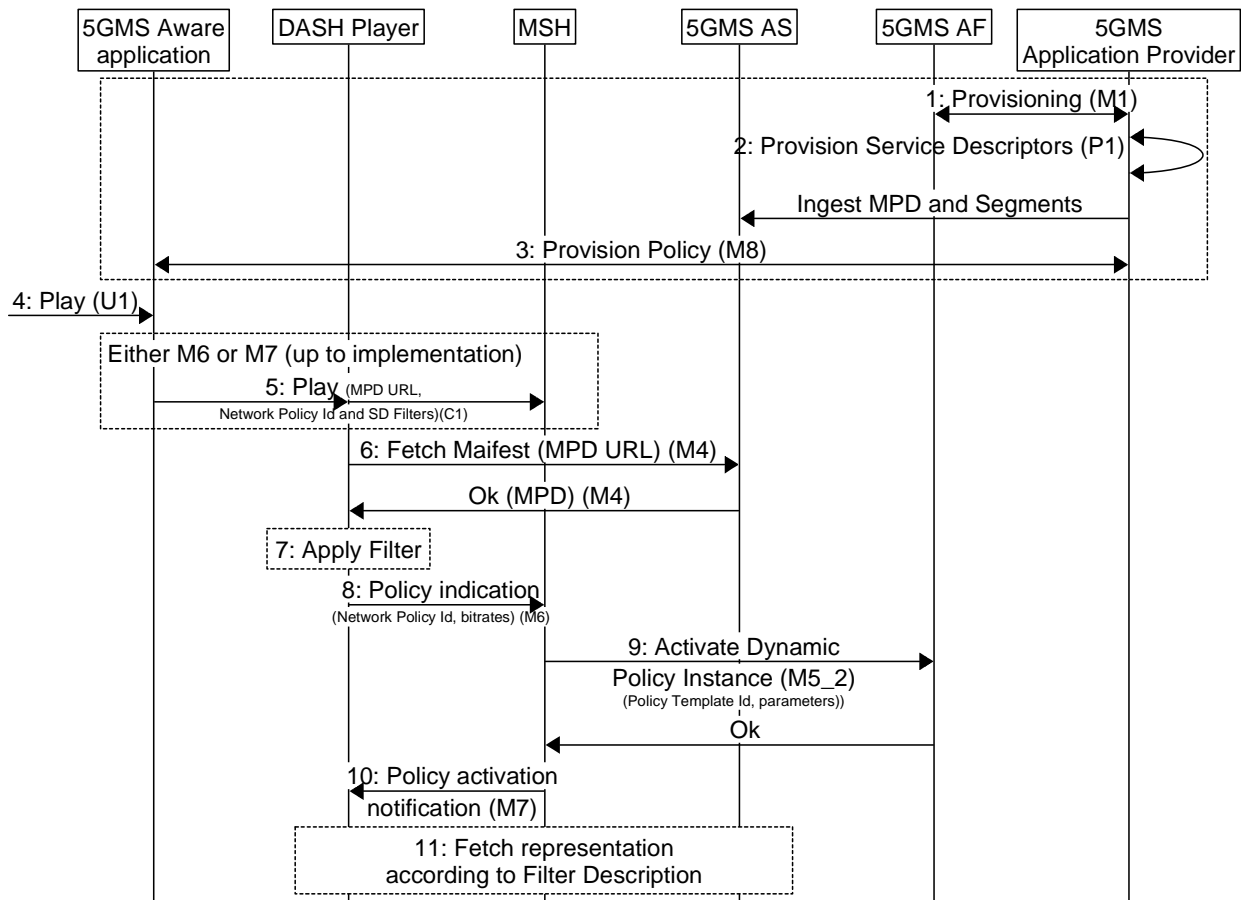 5GMS Aware
application
DASH Player
MSH
5GMS AS
5GMS AF
5GMS
Application Provider
1: Provisioning (M1)
2: Provision Service Descriptors (P1)
Ingest MPD and Segments
3: Provision Policy (M8)
4: Play (U1)
Either M6 or M7 (up to implementation)
5: Play (MPD URL,
Network Policy Id and SD Filters)(C1)
6: Fetch Maifest (MPD URL) (M4)
Ok (MPD) (M4)
7: Apply Filter
8: Policy indication
(Network Policy Id, bitrates) (M6)
9: Activate Dynamic
Policy Instance (M5_2)
(Policy Template Id, parameters))
Ok
10: Policy activation
notification (M7)
11: Fetch representation
according to Filter Description